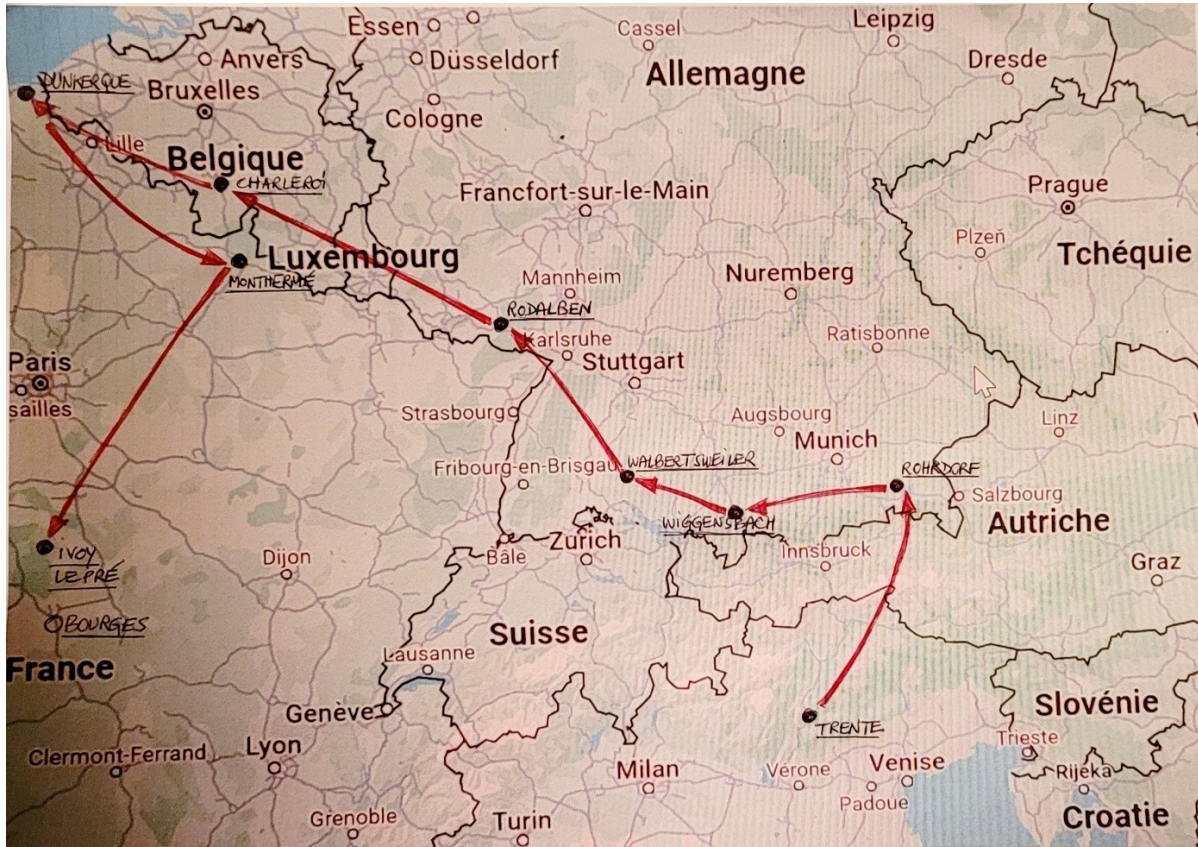 Essen
Cassel
Leipzig
Anvers
Düsseldorf
Allemagne
Dresde
DUNKERQUE
Bruxelles
Cologne
Lille
Belgique
CHARLEROI
Francfort-sur-le-Main
Prague
Plzeň
Tchéquie
Luxembourg
MONTHERMÉ
Mannheim
Nuremberg
RODALBEN
Karlsruhe
Ratisbonne
Paris
sailles
Stuttgart
Strasbourg
Augsbourg
Munich
Linz
Fribourg-en-Brisgau
WALBERTSWEILER
ROHRDORF
Salzbourg
WIGGENSBACH
Autriche
IVOY
LE PRÉ
Dijon
Bâle
Zurich
Innsbruck
Graz
BOURGES
Suisse
France
Lausanne
Genève
TRENTE
Slovénie
Trieste
Clermont-Ferrand
Lyon
Milan
Vérone
Venise
Rijeka
Padoue
Grenoble
Turin
Croatie